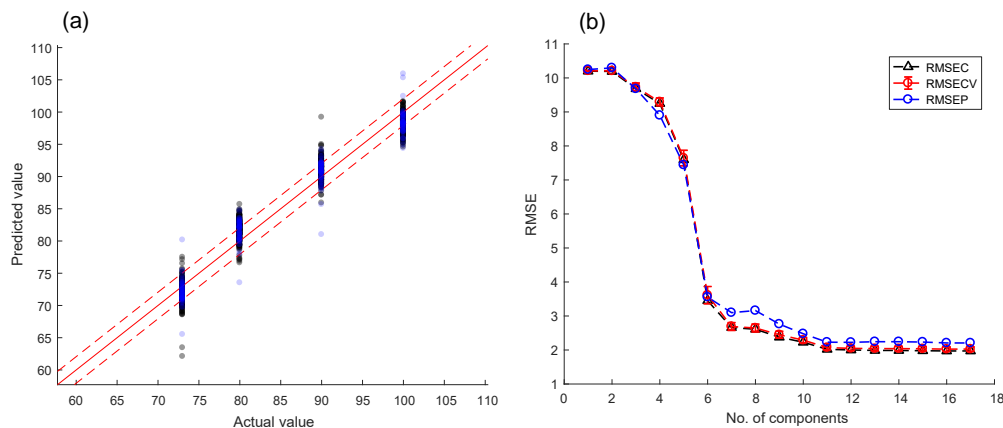 (a)
110
105
100
95
90
85
80
75
70
65
60
Predicted value
60 65 70 75 80 85 90 95 100 105 110
Actual value
(b)
11
10
9
8
7
6
5
4
3
2
1
RMSE
0 2 4 6 8 10 12 14 16 18
No. of components
RMSEC
RMSECV
RMSEP